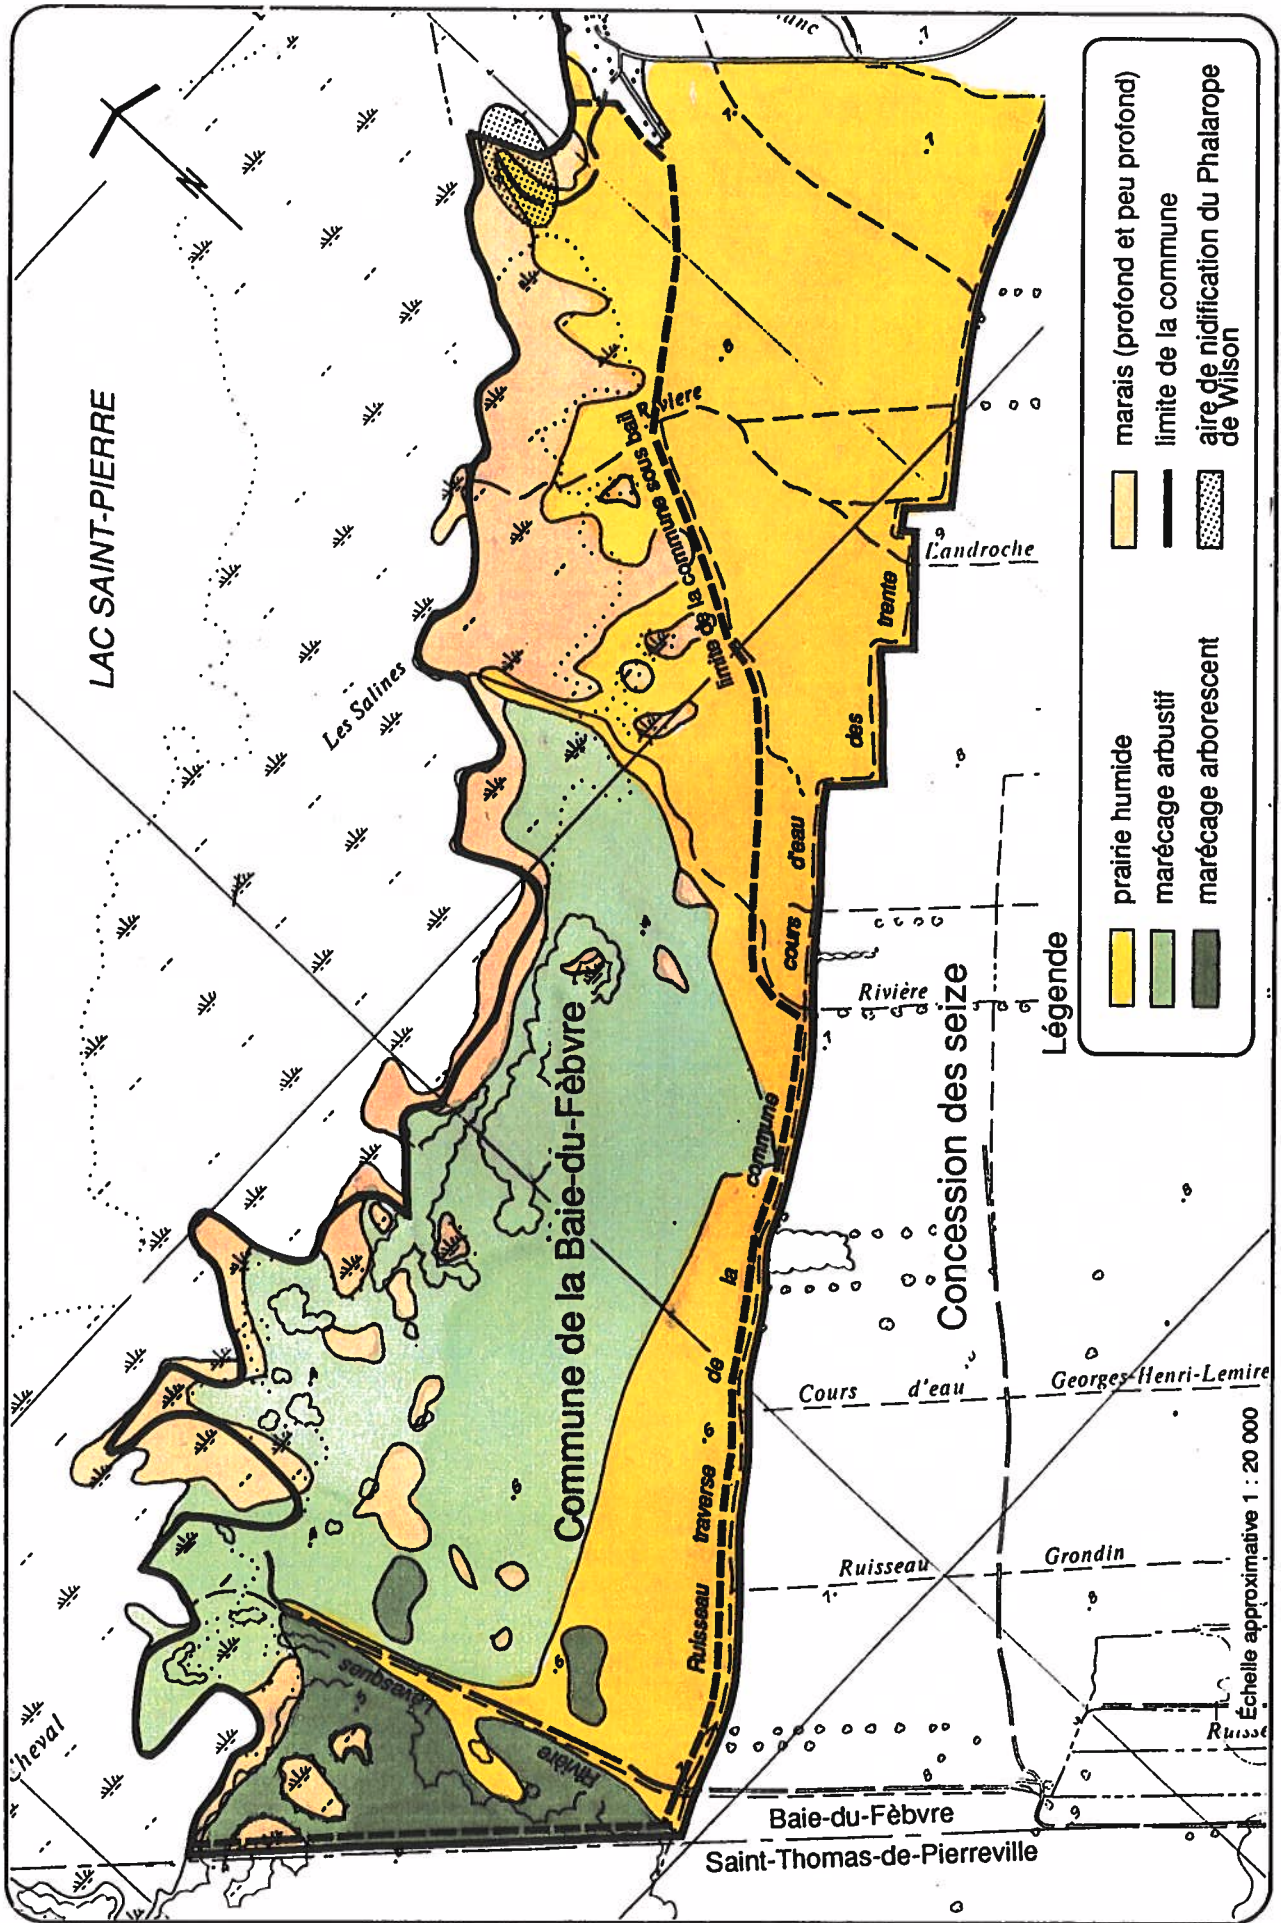 LAC SAINT-PIERRE
Les Salines
Rivière
limite de la commune sous bail
Commune de la Baie-du-Fèbvre
Rivière
Lavesques
Ruisseau traverse de la commune
cours d'eau des trente
Landroche
Rivière
Concession des seize
Cours d'eau Georges-Henri-Lemire
Ruisseau Grondin
Baie-du-Fèbvre
Saint-Thomas-de-Pierreville
Légende
prairie humide
marécage arbustif
marécage arborescent
marais (profond et peu profond)
limite de la commune
aire de nidification du Phalarope
de Wilson
Échelle approximative 1 : 20 000